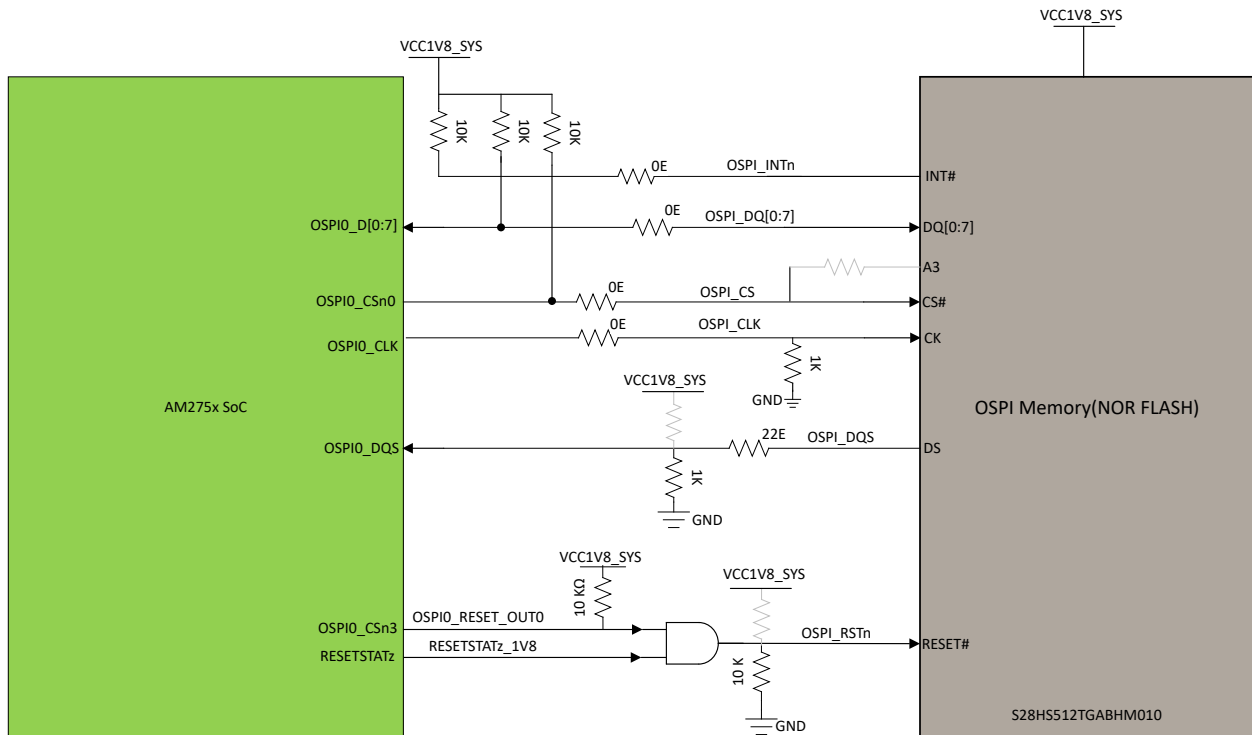 VCC1V8_SYS
VCC1V8_SYS
10K
10K
10K
0E
OSPI_INTn
INT#
OSPI0_D[0:7]
0E
OSPI_DQ[0:7]
DQ[0:7]
A3
OSPI0_CSn0
0E
OSPI_CS
CS#
OSPI0_CLK
0E
OSPI_CLK
CK
1K
GND
VCC1V8_SYS
AM275x SoC
OSPI Memory(NOR FLASH)
OSPI0_DQS
22E
OSPI_DQS
DS
1K
GND
VCC1V8_SYS
VCC1V8_SYS
10 KΩ
OSPI0_CSn3
OSPI0_RESET_OUT0
OSPI_RSTn
RESET#
RESETSTATz
RESETSTATz_1V8
10 K
GND
S28HS512TGABHM010